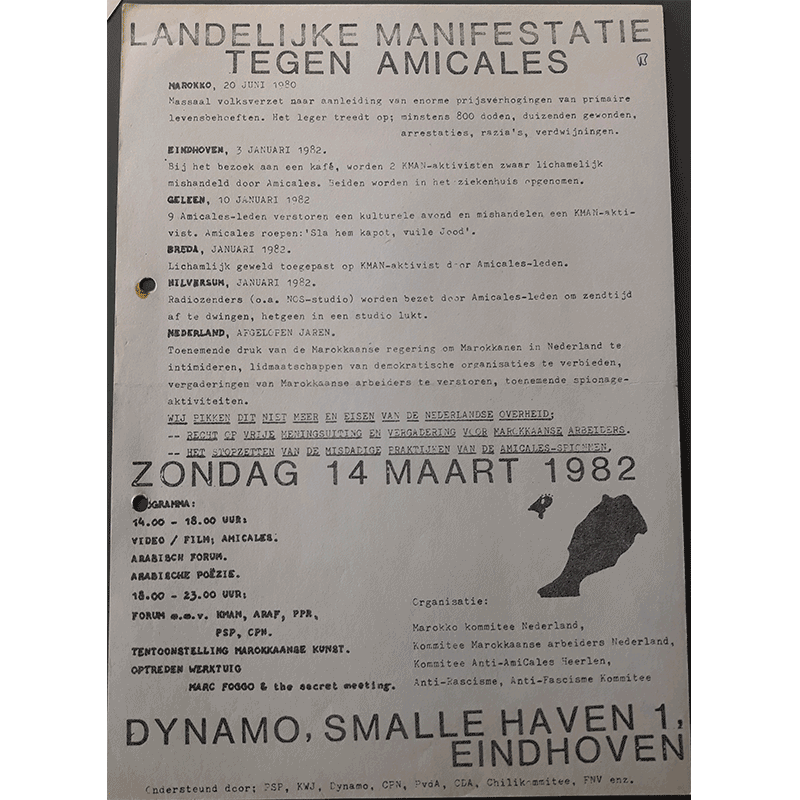 LANDELIJKE MANIFESTATIE
TEGEN AMICALES
MAROKKO, 20 JUNI 1980
Massaal volksverzet naar aanleiding van enorme prijsverhogingen van primaire
levensbehoeften. Het leger treedt op; minstens 800 doden, duizenden gewonden,
arrestaties, razia's, verdwijningen.
EINDHOVEN, 3 JANUARI 1982.
Bij het bezoek aan een kafé, worden 2 KMAN-aktivisten zwaar lichamelijk
mishandeld door Amicales. Beiden worden in het ziekenhuis opgenomen.
GELEEN, 10 JANUARI 1982
9 Amicales-leden verstoren een kulturele avond en mishandelen een KMAN-akti-
vist. Amicales roepen:'Sla hem kapot, vuile Jood'.
BREDA, JANUARI 1982.
Lichamlijk geweld toegepast op KMAN-aktivist door Amicales-leden.
HILVERSUM, JANUARI 1982.
Radiozenders (o.a. NOS-studio) worden bezet door Amicales-leden om zendtijd
af te dwingen, hetgeen in een studio lukt.
NEDERLAND, AFGELOPEN JAREN.
Toenemende druk van de Marokkaanse regering om Marokkanen in Nederland te
intimideren, lidmaatschappen van demokratische organisaties te verbieden,
vergaderingen van Marokkaanse arbeiders te verstoren, toenemende spionage-
aktiviteiten.
WIJ PIKKEN DIT NIET MEER EN EISEN VAN DE NEDERLANDSE OVERHEID;
-- RECHT OP VRIJE MENINGSUITING EN VERGADERING VOOR MAROKKAANSE ARBEIDERS.
-- HET STOPZETTEN VAN DE MISDADIGE PRAKTIJKEN VAN DE AMICALES-SPIONNEN.
ZONDAG 14 MAART 1982
OGRAMMA:
14.00 - 18.00 UUR:
VIDEO / FILM; AMICALES.
ARABISCH FORUM.
ARABISCHE POËZIE.
18.00 - 23.00 UUR;
FORUM m.m.v. KMAN, ARAF, PPR,
PSP, CPN.
TENTOONSTELLING MAROKKAANSE KUNST.
OPTREDEN WERKTUIG
MARC FOGGO & the secret meeting.
Organisatie:
Marokko kommitee Nederland,
Kommitee Marokkaanse arbeiders Nederland,
Kommitee Anti-AmiCales Heerlen,
Anti-Rascisme, Anti-Fascisme Kommitee
DYNAMO, SMALLE HAVEN 1,
EINDHOVEN
Ondersteund door; PSP, KWJ, Dynamo, CPN, PvdA, CDA, Chilikommitee, FNV enz.